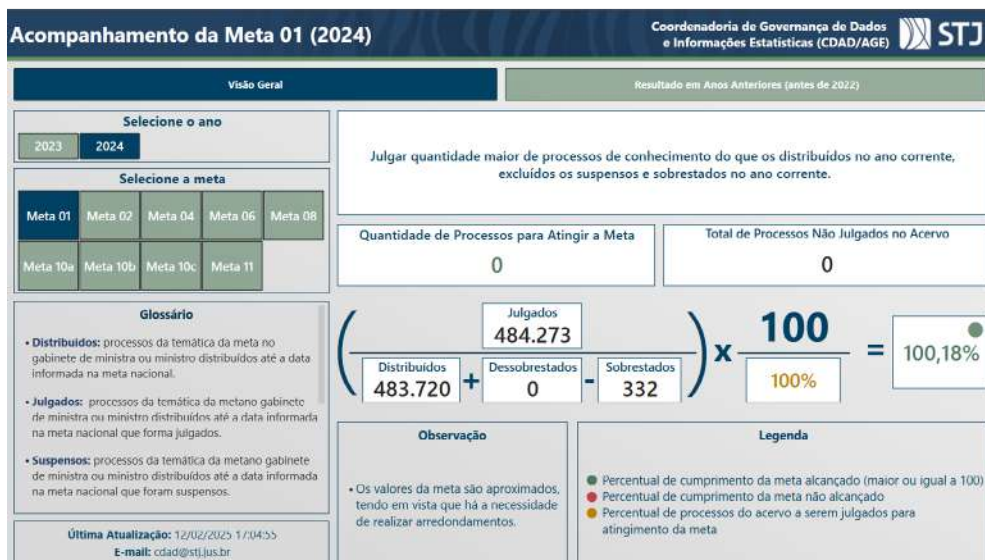 Acompanhamento da Meta 01 (2024)
Coordenadoria de Governança de Dados
e Informações Estatísticas (CDAD/AGE)
STJ
Visão Geral
Resultado em Anos Anteriores (antes de 2022)
Selecione o ano
2023
2024
Selecione a meta
Meta 01
Meta 02
Meta 04
Meta 06
Meta 08
Meta 10a
Meta 10b
Meta 10c
Meta 11
Julgar quantidade maior de processos de conhecimento do que os distribuídos no ano corrente,
excluídos os suspensos e sobrestados no ano corrente.
Quantidade de Processos para Atingir a Meta
0
Total de Processos Não Julgados no Acervo
0
Glossário
• Distribuidos: processos da temática da meta no
gabinete de ministra ou ministro distribuídos até a data
informada na meta nacional.
• Julgados: processos da temática da metano gabinete
de ministra ou ministro distribuídos até a data informada
na meta nacional que forma julgados.
• Suspensos: processos da temática da metano gabinete
de ministra ou ministro distribuídos até a data informada
na meta nacional que foram suspensos.
Última Atualização: 12/02/2025 17:04:55
E-mail: cdad@stj.jus.br
(
Julgados
484.273
Distribuídos
483.720
+
Dessobrestados
0
-
Sobrestados
332
)
x
100
100%
=
100,18%
Observação
• Os valores da meta são aproximados,
tendo em vista que há a necessidade
de realizar arredondamentos.
Legenda
Percentual de cumprimento da meta alcançado (maior ou igual a 100)
Percentual de cumprimento da meta não alcançado
Percentual de processos do acervo a serem julgados para
atingimento da meta